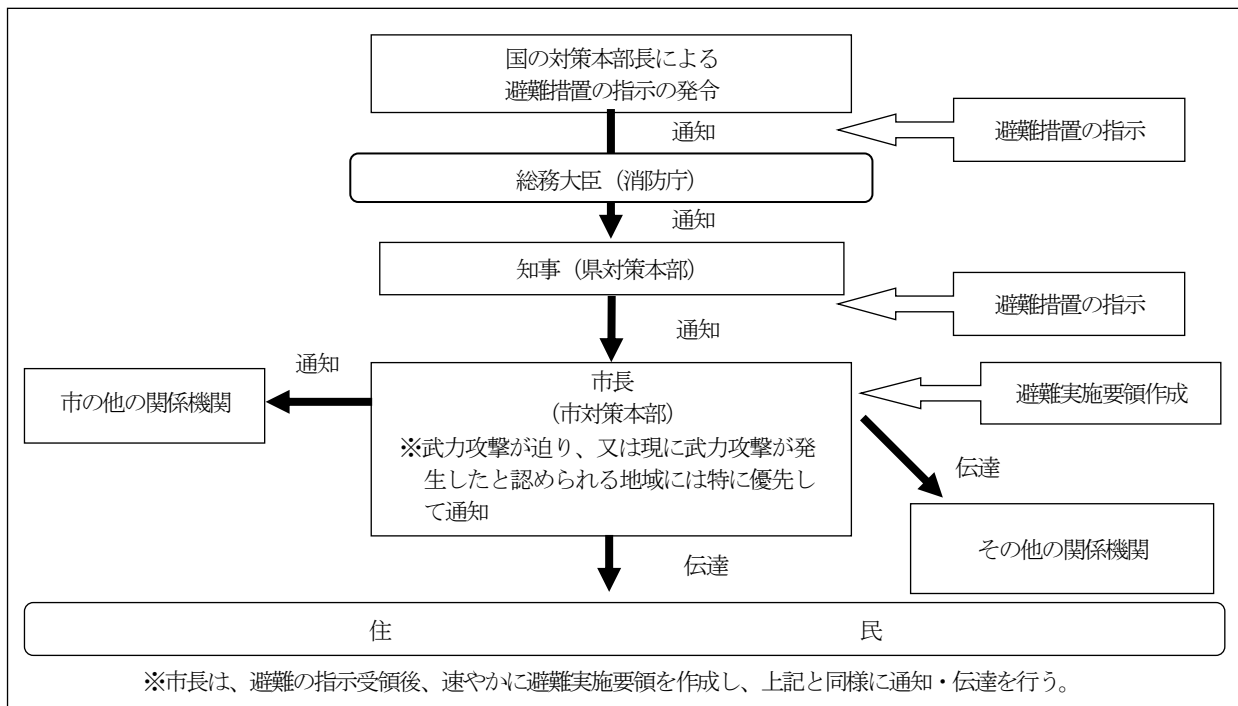 国の対策本部長による
避難措置の指示の発令
通知
避難措置の指示
総務大臣（消防庁）
通知
知事（県対策本部）
避難措置の指示
通知
通知
市の他の関係機関
市長
（市対策本部）
※武力攻撃が迫り、又は現に武力攻撃が発
生したと認められる地域には特に優先し
て通知
避難実施要領作成
伝達
その他の関係機関
伝達
住　　　民
※市長は、避難の指示受領後、速やかに避難実施要領を作成し、上記と同様に通知・伝達を行う。